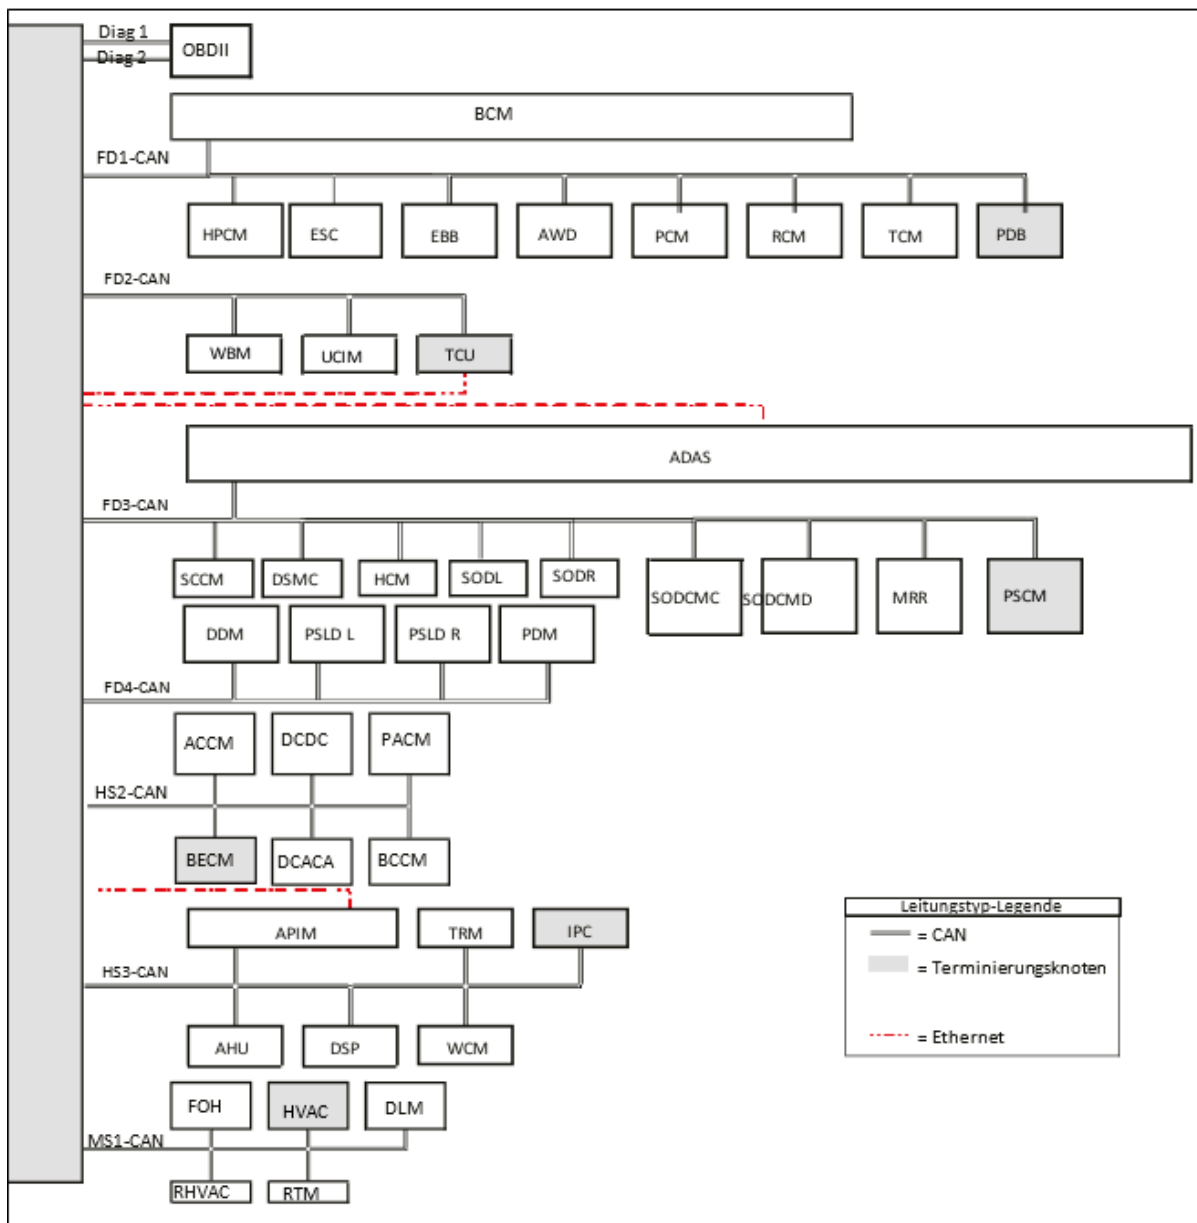 Diag 1
Diag 2
OBDII
BCM
FD1-CAN
HPCM
ESC
EBB
AWD
PCM
RCM
TCM
PDB
FD2-CAN
WBM
UCIM
TCU
ADAS
FD3-CAN
SCCM
DSMC
HCM
SODL
SODR
SODCMC
SODCMD
MRR
PSCM
DDM
PSLD L
PSLD R
PDM
FD4-CAN
ACCM
DCDC
PACM
HS2-CAN
BECM
DCACA
BCCM
APIM
TRM
IPC
HS3-CAN
AHU
DSP
WCM
FOH
HVAC
DLM
MS1-CAN
RHVAC
RTM
Leitungstyp-Legende
= CAN
= Terminierungsknoten
= Ethernet